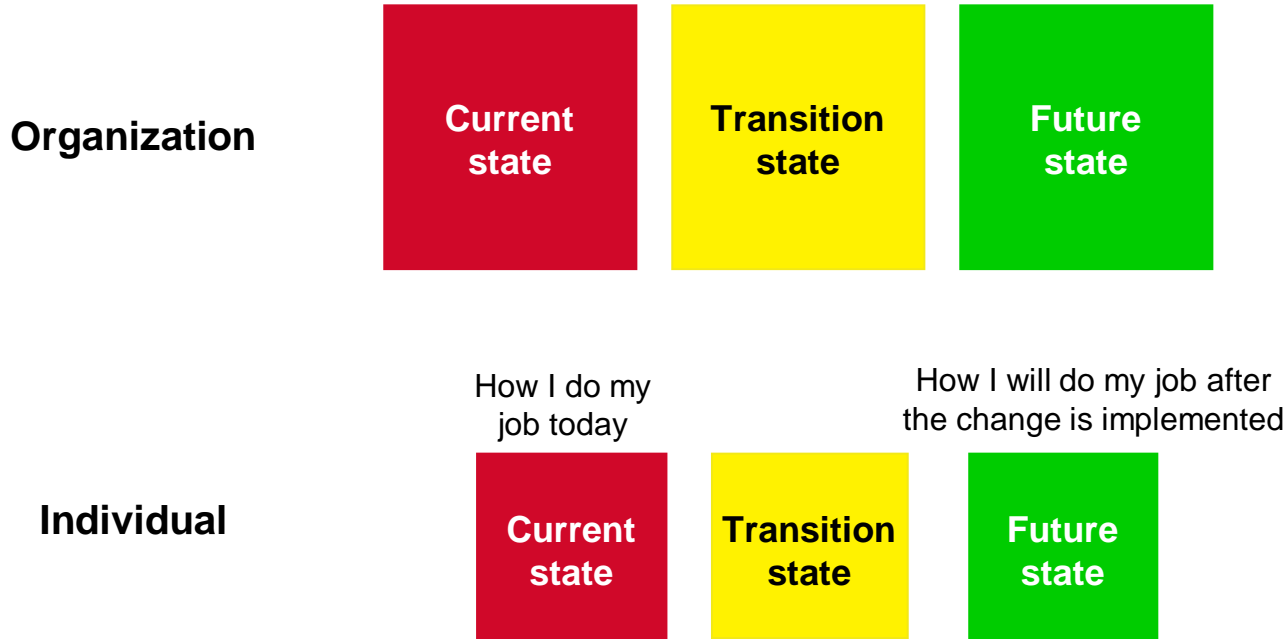 Organization
Current
state
Transition
state
Future
state
How I do my
job today
How I will do my job after
the change is implemented
Individual
Current
state
Transition
state
Future
state